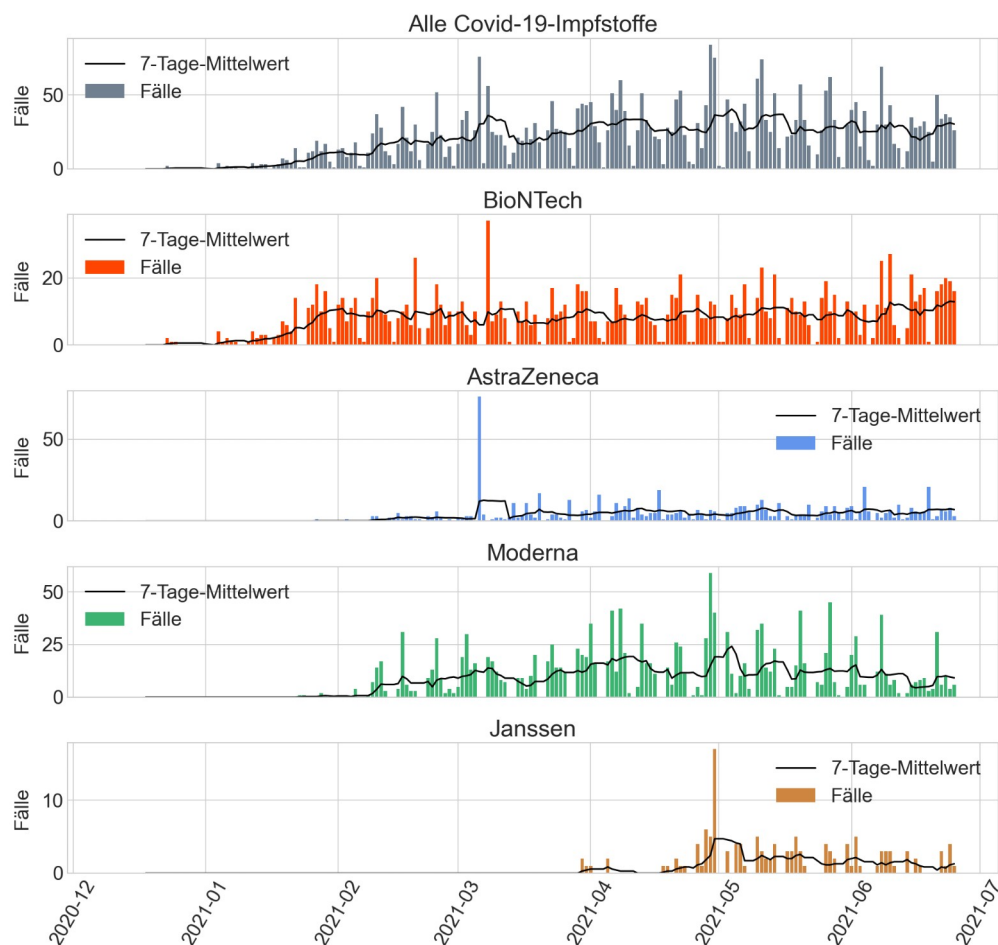 Alle Covid-19-Impfstoffe
Fälle
50
0
7-Tage-Mittelwert
Fälle
BioNTech
Fälle
20
0
7-Tage-Mittelwert
Fälle
AstraZeneca
Fälle
50
0
7-Tage-Mittelwert
Fälle
Moderna
Fälle
50
25
0
7-Tage-Mittelwert
Fälle
Janssen
Fälle
10
0
7-Tage-Mittelwert
Fälle
2020-12
2021-01
2021-02
2021-03
2021-04
2021-05
2021-06
2021-07